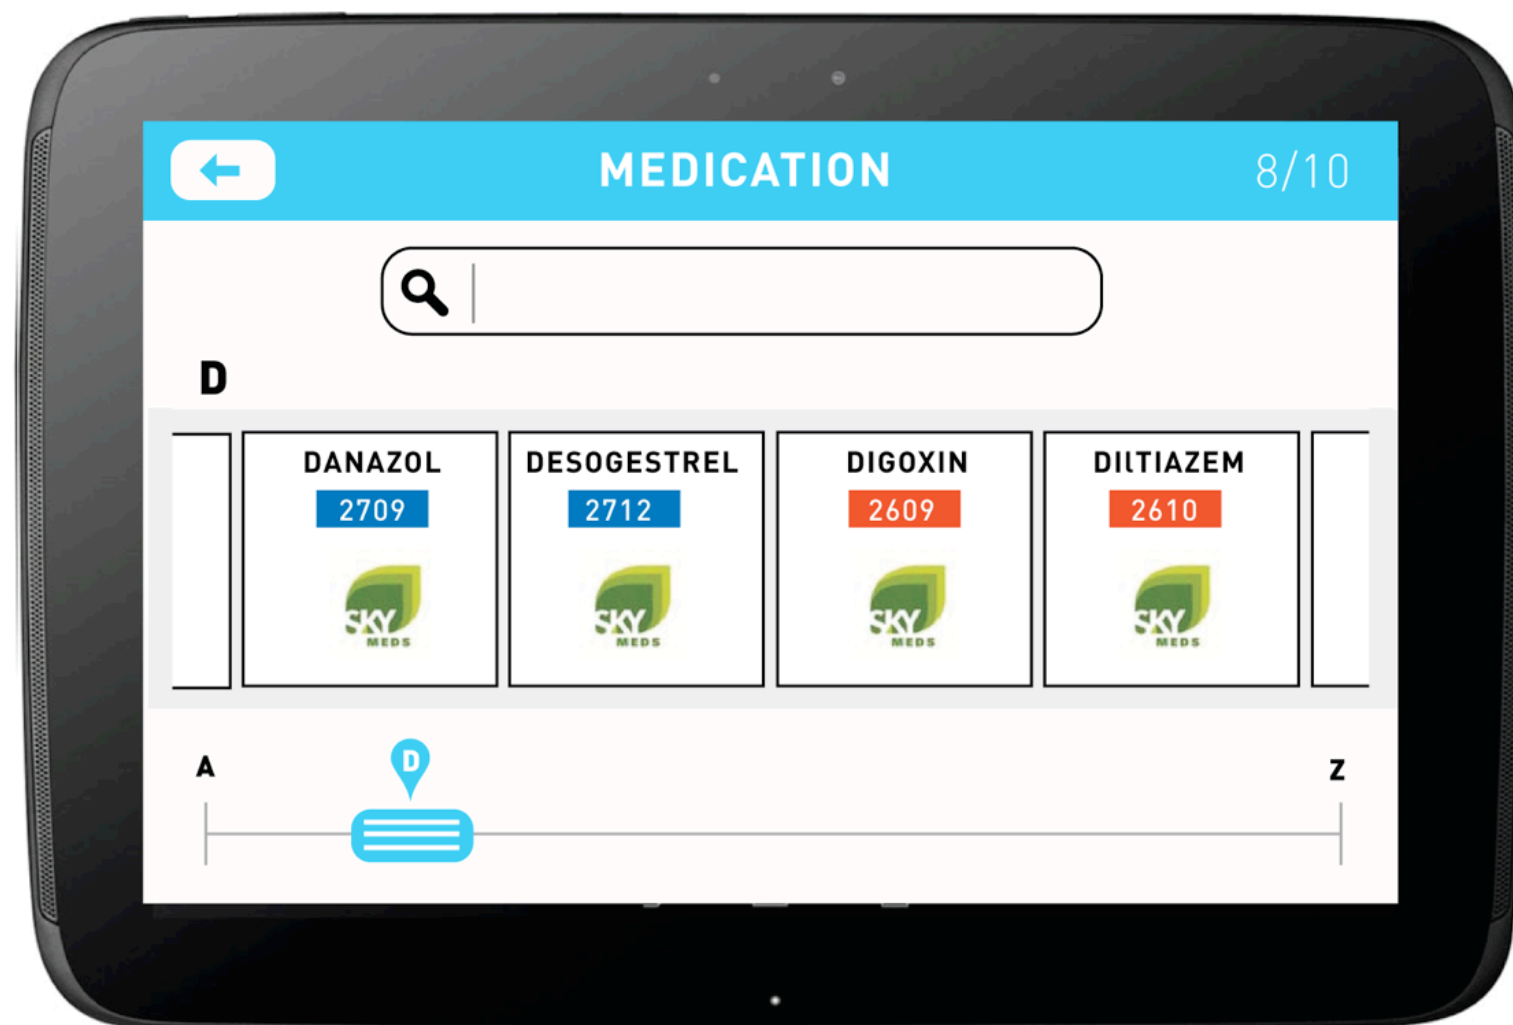 MEDICATION 8/10
D
DANAZOL DESOGESTREL DIGOXIN DIlTIAZEM
2709 2712 2609 2610
SKY MEDS SKY MEDS SKY MEDS SKY MEDS
D
A Z